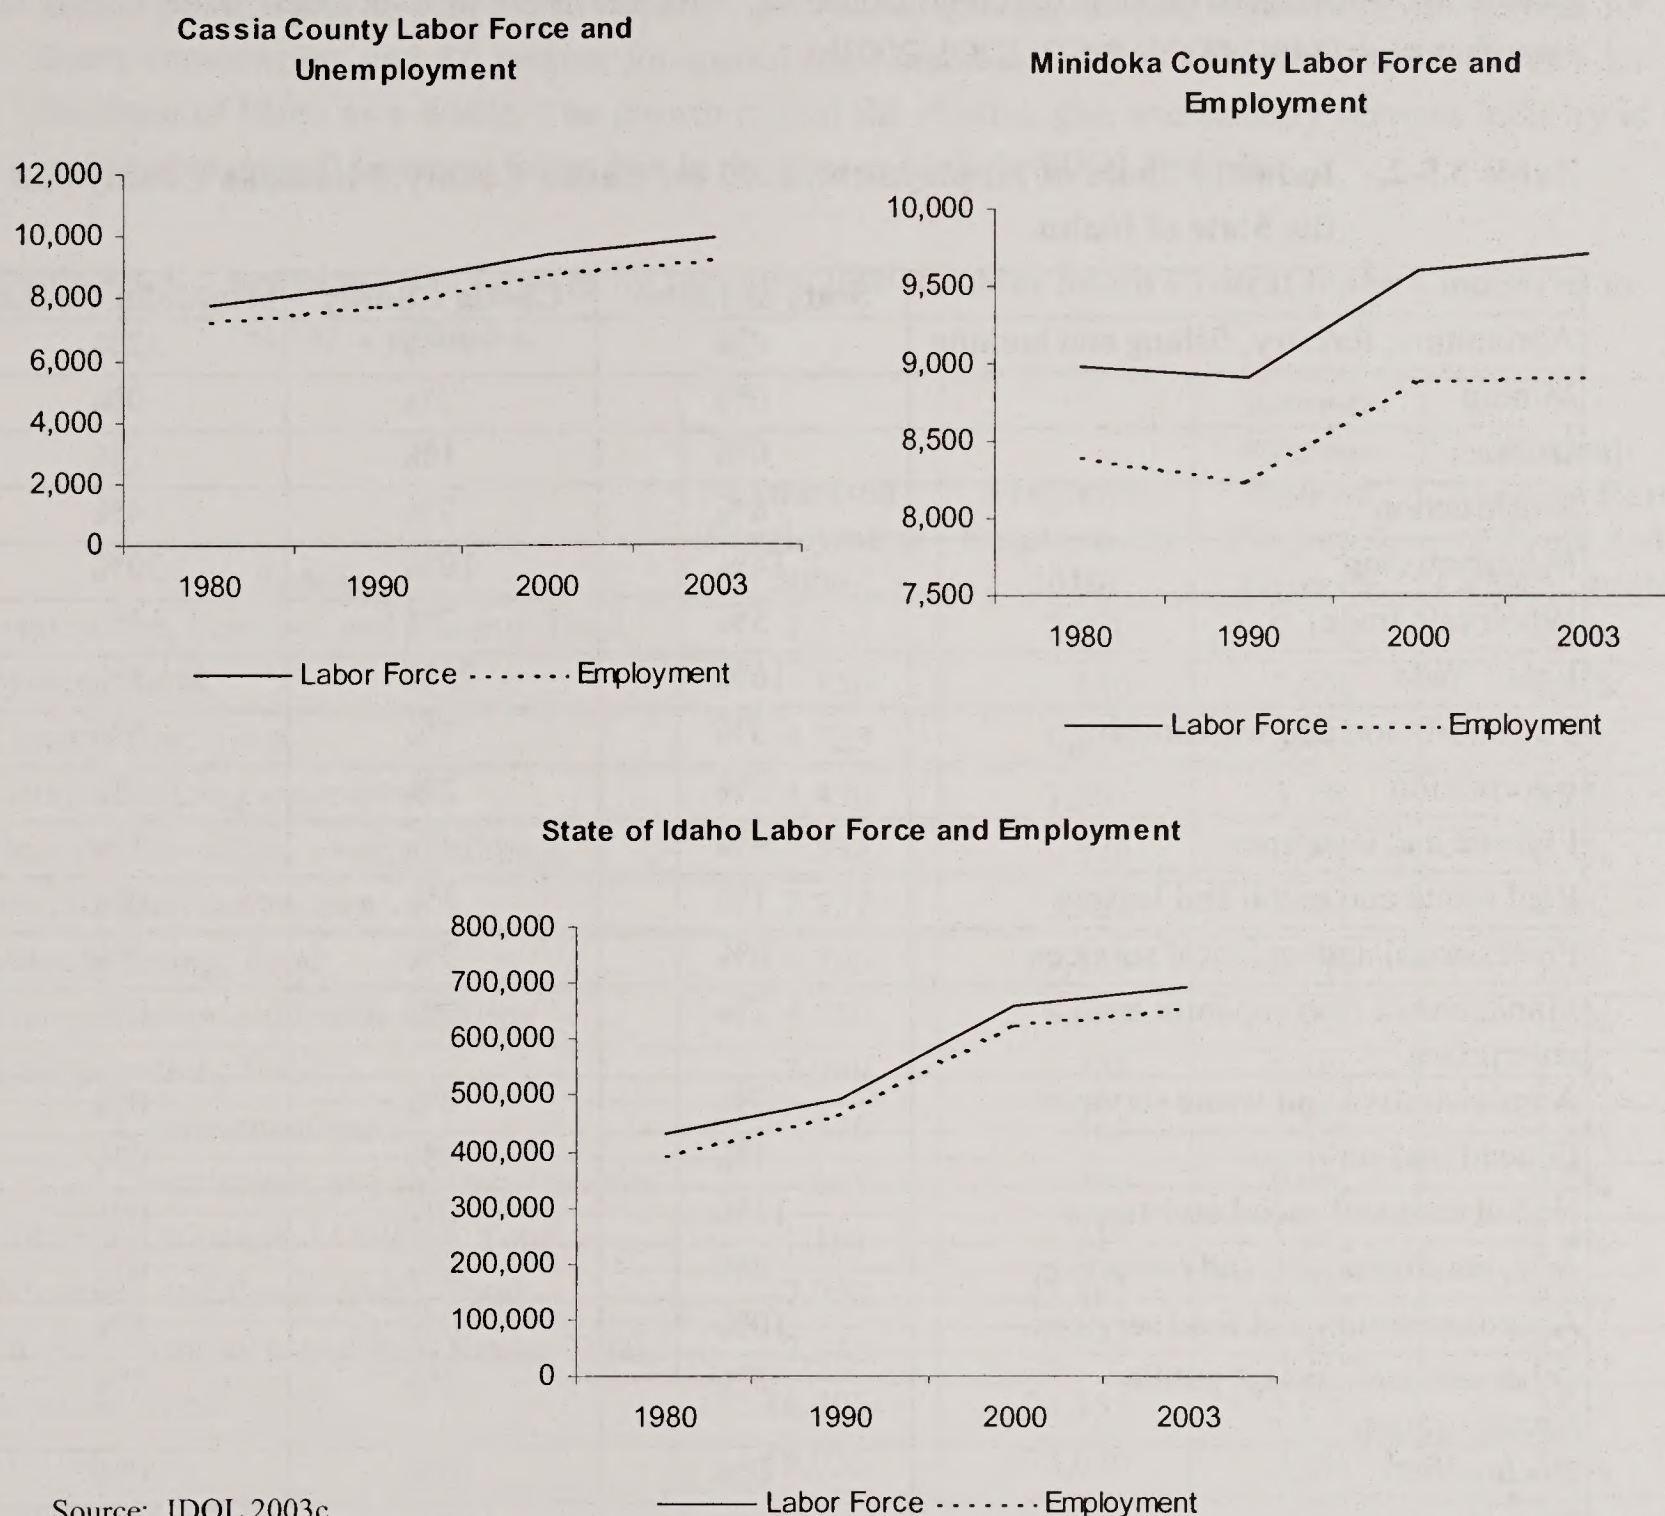 Cassia County Labor Force and
Unemployment
12,000
10,000
8,000
6,000
4,000
2,000
0
1980 1990 2000 2003
Labor Force Employment
Minidoka County Labor Force and
Employment
10,000
9,500
9,000
8,500
8,000
7,500
1980 1990 2000 2003
Labor Force Employment
State of Idaho Labor Force and Employment
800,000
700,000
600,000
500,000
400,000
300,000
200,000
100,000
0
1980 1990 2000 2003
Labor Force Employment
Source: IDOL 2003c